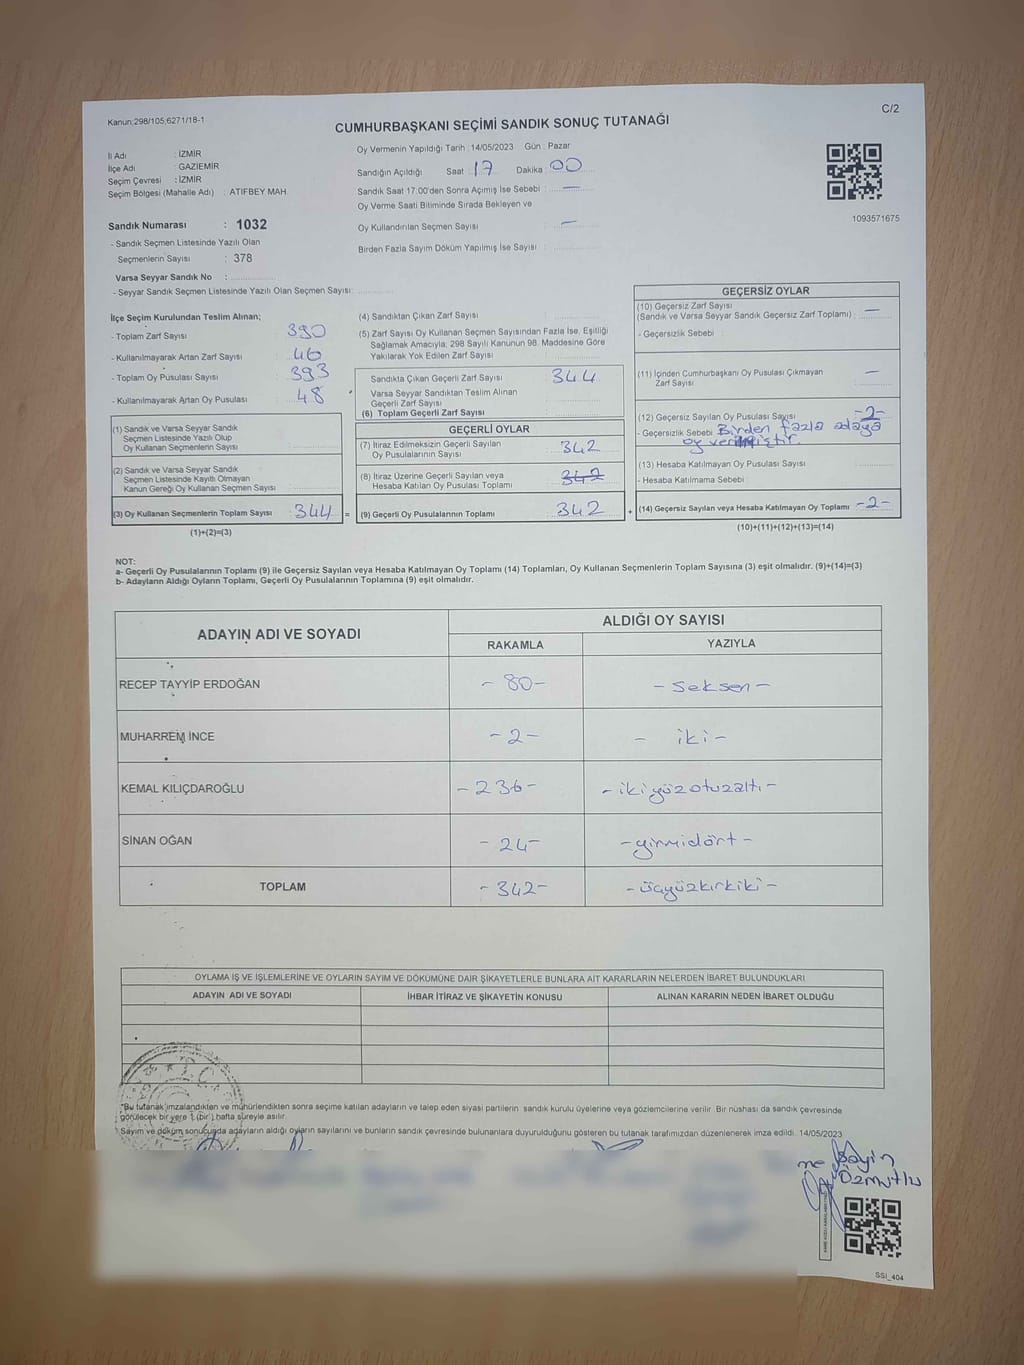 Kanun:298/105;6271/18-1
C/2
CUMHURBAŞKANI SEÇİMİ SANDIK SONUÇ TUTANAĞI
İl Adı : İZMİR
İlçe Adı : GAZİEMİR
Seçim Çevresi : İZMİR
Seçim Bölgesi (Mahalle Adı) : ATIFBEY MAH.
Sandık Numarası : 1032
- Sandık Seçmen Listesinde Yazılı Olan
Seçmenlerin Sayısı : 378
Varsa Seyyar Sandık No :
- Seyyar Sandık Seçmen Listesinde Yazılı Olan Seçmen Sayısı:
Oy Vermenin Yapıldığı Tarih : 14/05/2023 Gün : Pazar
Sandığın Açıldığı Saat : 17 Dakika : 00
Sandık Saat 17:00'den Sonra Açımış İse Sebebi : —
Oy Verme Saati Bitiminde Sırada Bekleyen ve
Oy Kullandırılan Seçmen Sayısı : —
Birden Fazla Sayım Döküm Yapılmış İse Sayısı :
1093571675
İlçe Seçim Kurulundan Teslim Alınan;
- Toplam Zarf Sayısı : 390
- Kullanılmayarak Artan Zarf Sayısı : 46
- Toplam Oy Pusulası Sayısı : 393
- Kullanılmayarak Artan Oy Pusulası : 48
(1) Sandık ve Varsa Seyyar Sandık
Seçmen Listesinde Yazılı Olup
Oy Kullanan Seçmenlerin Sayısı :
(2) Sandık ve Varsa Seyyar Sandık
Seçmen Listesinde Kayıtlı Olmayan
Kanun Gereği Oy Kullanan Seçmen Sayısı :
(3) Oy Kullanan Seçmenlerin Toplam Sayısı : 344 =
(1)+(2)=(3)
(4) Sandıktan Çıkan Zarf Sayısı :
(5) Zarf Sayısı Oy Kullanan Seçmen Sayısından Fazla İse, Eşitliği
Sağlamak Amacıyla; 298 Sayılı Kanunun 98. Maddesine Göre
Yakılarak Yok Edilen Zarf Sayısı :
Sandıkta Çıkan Geçerli Zarf Sayısı : 344
Varsa Seyyar Sandıktan Teslim Alınan
Geçerli Zarf Sayısı :
(6) Toplam Geçerli Zarf Sayısı :
GEÇERLİ OYLAR
(7) İtiraz Edilmeksizin Geçerli Sayılan
Oy Pusulalarının Sayısı : 342
(8) İtiraz Üzerine Geçerli Sayılan veya
Hesaba Katılan Oy Pusulası Toplamı : 342
(9) Geçerli Oy Pusulalarının Toplamı : 342 +
GEÇERSİZ OYLAR
(10) Geçersiz Zarf Sayısı
(Sandık ve Varsa Seyyar Sandık Geçersiz Zarf Toplamı) : —
- Geçersizlik Sebebi :
(11) İçinden Cumhurbaşkanı Oy Pusulası Çıkmayan
Zarf Sayısı : —
(12) Geçersiz Sayılan Oy Pusulası Sayısı : -2-
- Geçersizlik Sebebi : Birden fazla adaya
oy verilmiştir.
(13) Hesaba Katılmayan Oy Pusulası Sayısı :
- Hesaba Katılmama Sebebi :
(14) Geçersiz Sayılan veya Hesaba Katılmayan Oy Toplamı : -2-
(10)+(11)+(12)+(13)=(14)
NOT:
a- Geçerli Oy Pusulalarının Toplamı (9) ile Geçersiz Sayılan veya Hesaba Katılmayan Oy Toplamı (14) Toplamları, Oy Kullanan Seçmenlerin Toplam Sayısına (3) eşit olmalıdır. (9)+(14)=(3)
b- Adayların Aldığı Oyların Toplamı, Geçerli Oy Pusulalarının Toplamına (9) eşit olmalıdır.
ADAYIN ADI VE SOYADI ALDIĞI OY SAYISI
RAKAMLA YAZIYLA
RECEP TAYYİP ERDOĞAN -80- -seksen-
MUHARREM İNCE -2- - iki-
KEMAL KILIÇDAROĞLU -236- -ikiyüzotuzaltı-
SİNAN OĞAN -24- -yirmidört-
TOPLAM -342- -üçyüzkırkiki-
OYLAMA İŞ VE İŞLEMLERİNE VE OYLARIN SAYIM VE DÖKÜMÜNE DAİR ŞİKAYETLERLE BUNLARA AİT KARARLARIN NELERDEN İBARET BULUNDUKLARI
ADAYIN ADI VE SOYADI İHBAR İTİRAZ VE ŞİKAYETİN KONUSU ALINAN KARARIN NEDEN İBARET OLDUĞU
*Bu tutanak imzalandıkten ve mühürlendikten sonra seçime katılan adayların ve talep eden siyasi partilerin sandık kurulu üyelerine veya gözlemcilerine verilir. Bir nüshası da sandık çevresinde
görülecek bir yere 1 (bir) hafta süreyle asılır.
* Sayım ve döküm sonucunda adayların aldığı oyların sayılarını ve bunların sandık çevresinde bulunanlara duyurulduğunu gösteren bu tutanak tarafımızdan düzenlenerek imza edildi. 14/05/2023
Özmutlu
SSI_404